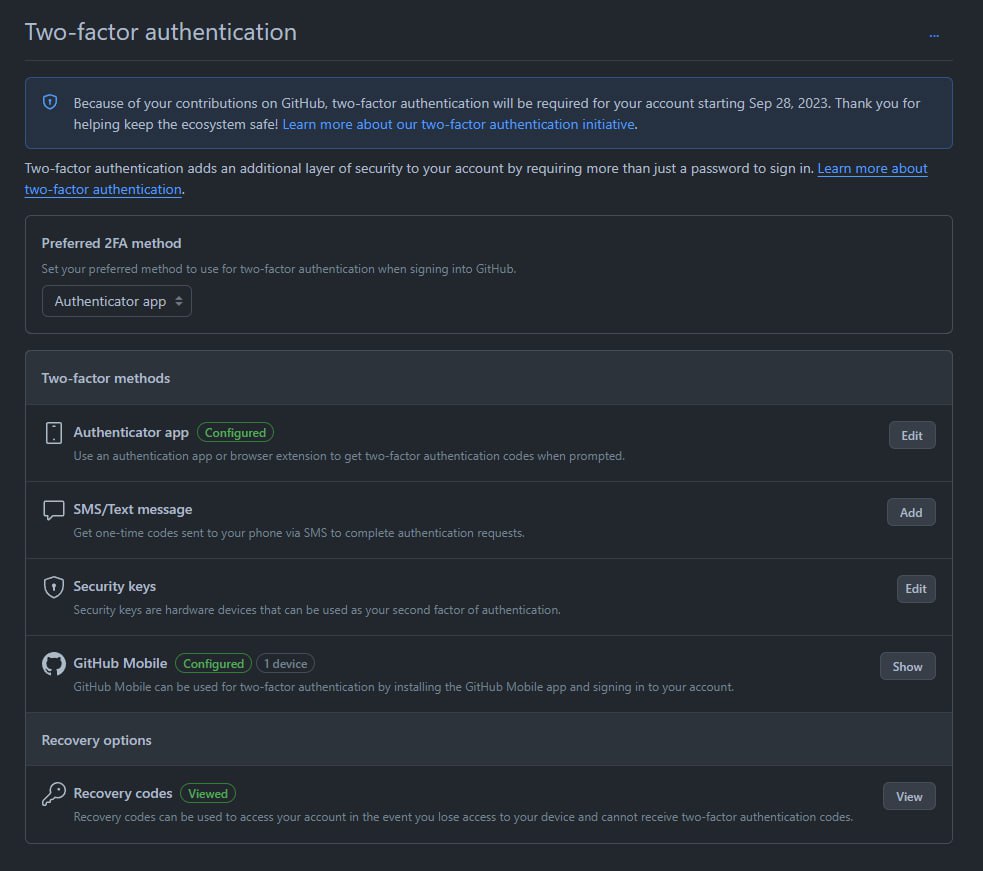 Two-factor authentication
...
Because of your contributions on GitHub, two-factor authentication will be required for your account starting Sep 28, 2023. Thank you for
helping keep the ecosystem safe! Learn more about our two-factor authentication initiative.
Two-factor authentication adds an additional layer of security to your account by requiring more than just a password to sign in. Learn more about
two-factor authentication.
Preferred 2FA method
Set your preferred method to use for two-factor authentication when signing into GitHub.
Authenticator app
Two-factor methods
Authenticator app Configured
Edit
Use an authentication app or browser extension to get two-factor authentication codes when prompted.
SMS/Text message
Add
Get one-time codes sent to your phone via SMS to complete authentication requests.
Security keys
Edit
Security keys are hardware devices that can be used as your second factor of authentication.
GitHub Mobile Configured 1 device
Show
GitHub Mobile can be used for two-factor authentication by installing the GitHub Mobile app and signing in to your account.
Recovery options
Recovery codes Viewed
View
Recovery codes can be used to access your account in the event you lose access to your device and cannot receive two-factor authentication codes.